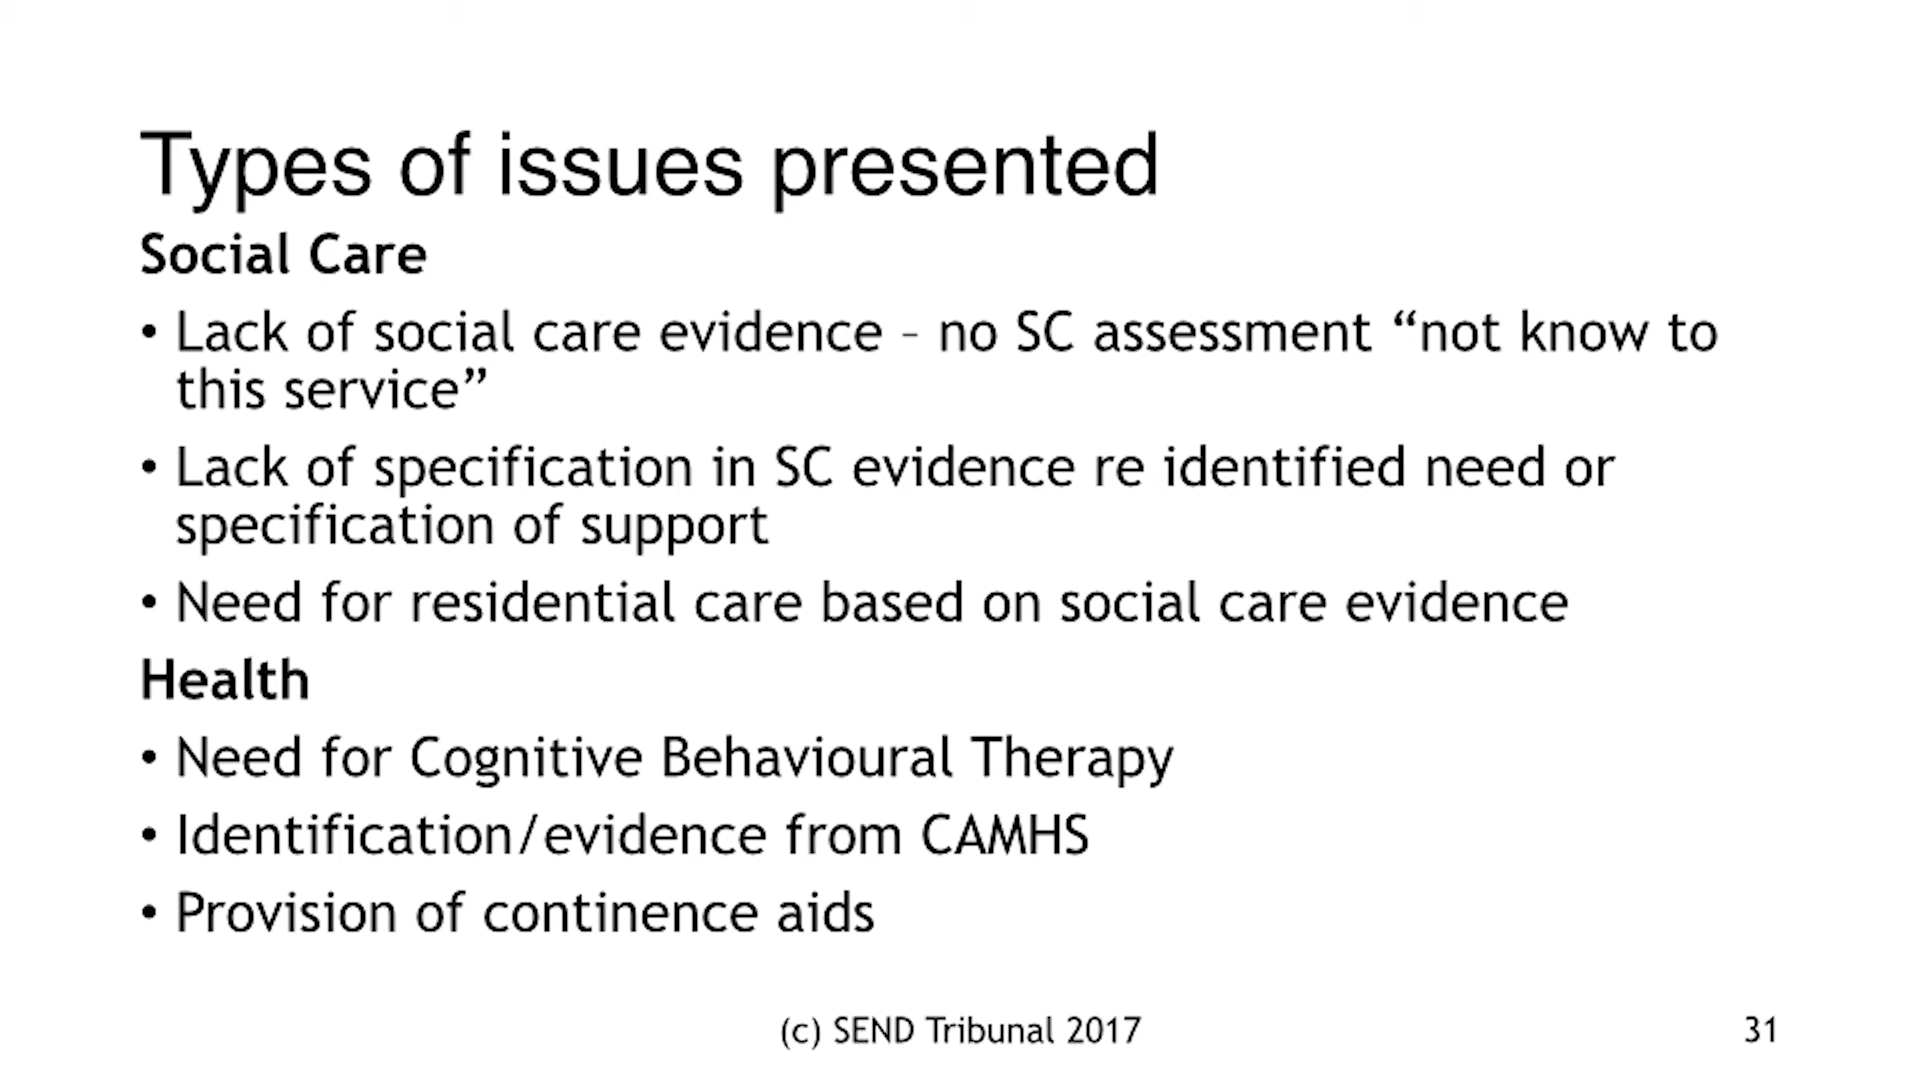 Types of issues presented
Social Care
• Lack of social care evidence – no SC assessment “not know to
this service”
• Lack of specification in SC evidence re identified need or
specification of support
• Need for residential care based on social care evidence
Health
• Need for Cognitive Behavioural Therapy
• Identification/evidence from CAMHS
• Provision of continence aids
(c) SEND Tribunal 2017
31